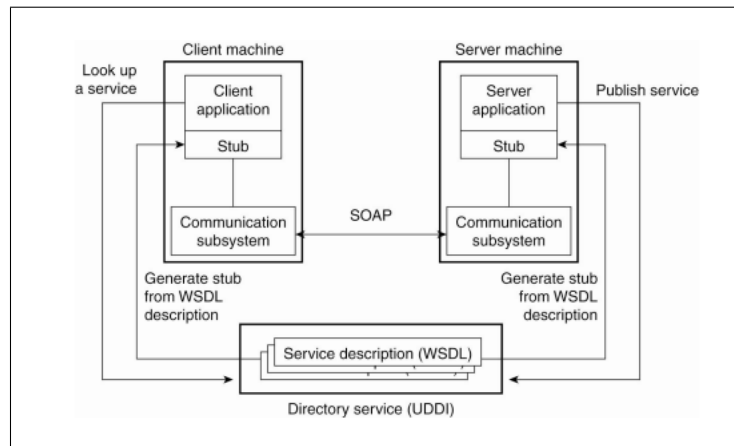 Client machine
Server machine
Look up
a service
Client
application
Stub
Server
application
Stub
Publish service
Communication
subsystem
SOAP
Communication
subsystem
Generate stub
from WSDL
description
Generate stub
from WSDL
description
Service description (WSDL)
Directory service (UDDI)